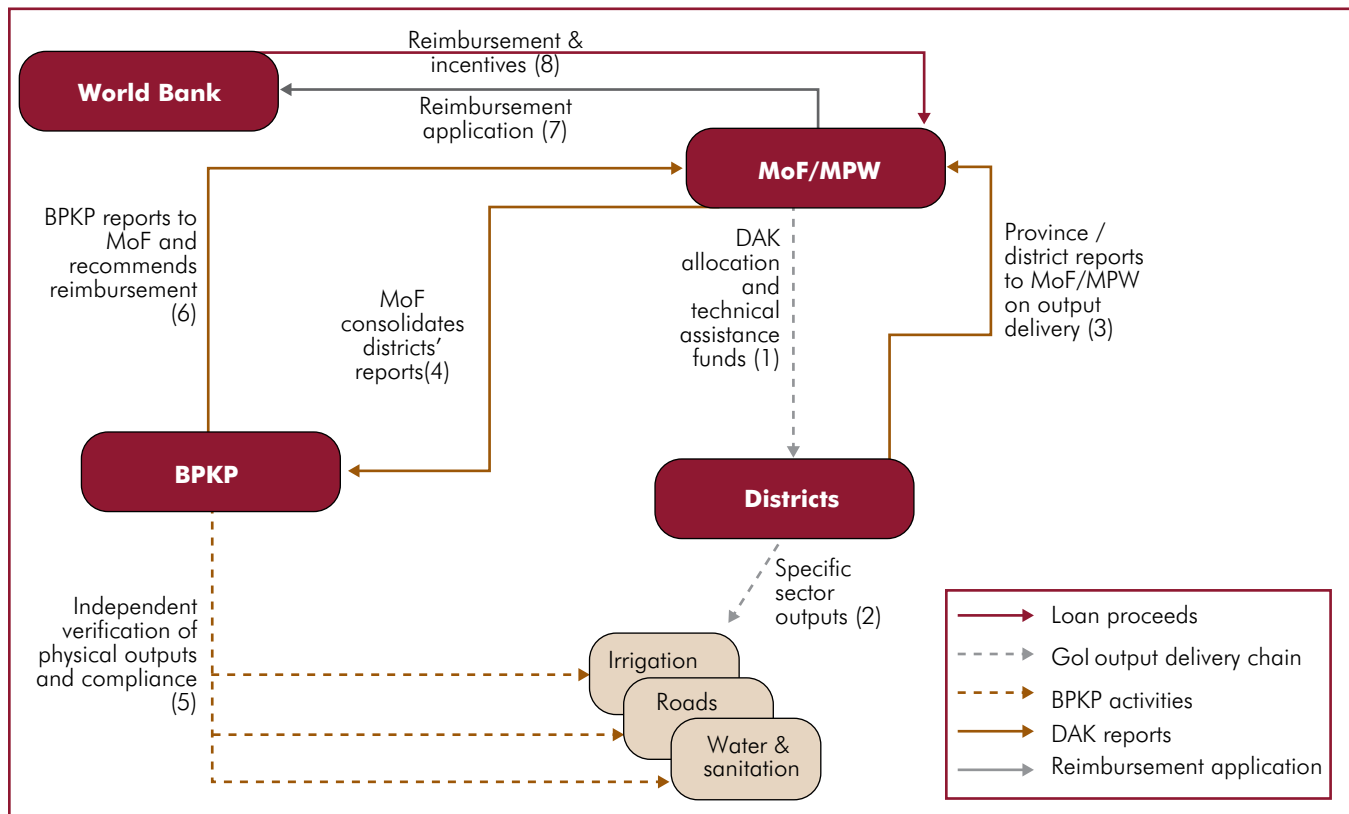 Reimbursement &
incentives (8)
World Bank
Reimbursement
application (7)
MoF/MPW
BPKP reports to
MoF and
recommends
reimbursement
(6)
DAK
allocation
and
technical
assistance
funds (1)
Province /
district reports
to MoF/MPW
on output
delivery (3)
MoF
consolidates
districts’
reports(4)
BPKP
Districts
Specific
sector
outputs (2)
Independent
verification of
physical outputs
and compliance
(5)
Irrigation
Roads
Water &
sanitation
Loan proceeds
GoI output delivery chain
BPKP activities
DAK reports
Reimbursement application